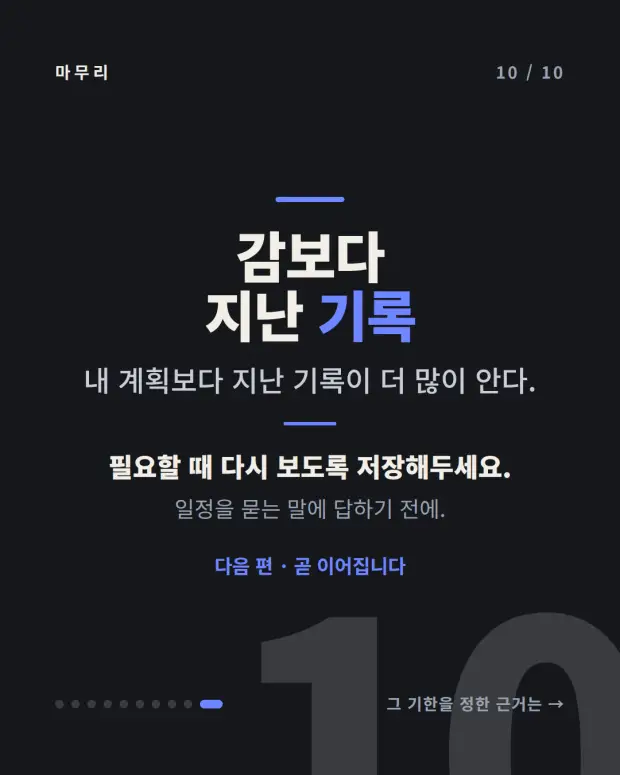 마무리
10 / 10
감보다
지난 기록
내 계획보다 지난 기록이 더 많이 안다.
필요할 때 다시 보도록 저장해두세요.
일정을 묻는 말에 답하기 전에.
다음 편 · 곧 이어집니다
10
그 기한을 정한 근거는 →